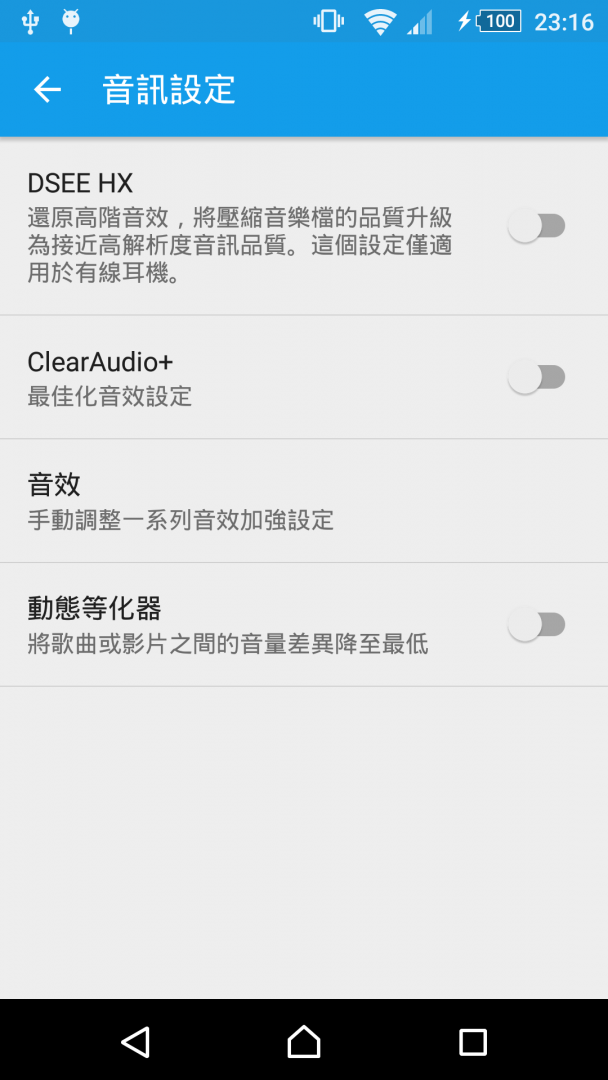 100 23:16
音訊設定
DSEE HX
還原高階音效，將壓縮音樂檔的品質升級
為接近高解析度音訊品質。這個設定僅適
用於有線耳機。
ClearAudio+
最佳化音效設定
音效
手動調整一系列音效加強設定
動態等化器
將歌曲或影片之間的音量差異降至最低